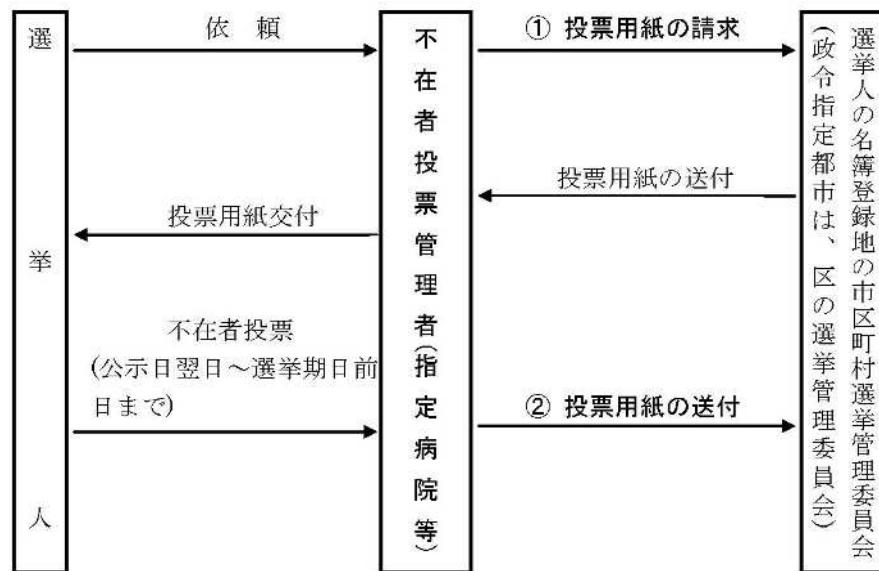 選挙人
依 頼
投票用紙交付
不在者投票
(公示日翌日～選挙期日前
日まで)
不在者投票管理者(指定病院等)
① 投票用紙の請求
投票用紙の送付
② 投票用紙の送付
選挙人の名簿登録地の市区町村選挙管理委員会
(政令指定都市は、区の選挙管理委員会)